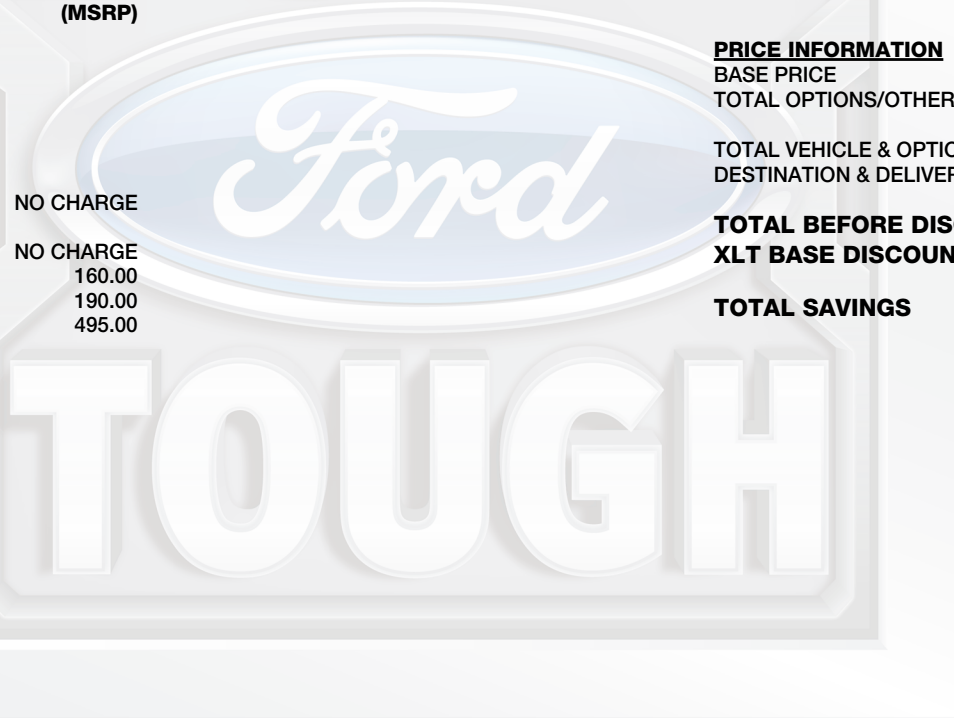 (MSRP)
NO CHARGE
NO CHARGE
160.00
190.00
495.00
PRICE INFORMATION
BASE PRICE
TOTAL OPTIONS/OTHER
TOTAL VEHICLE & OPTIO
DESTINATION & DELIVER
TOTAL BEFORE DIS
XLT BASE DISCOUN
TOTAL SAVINGS
Ford
TOUGH